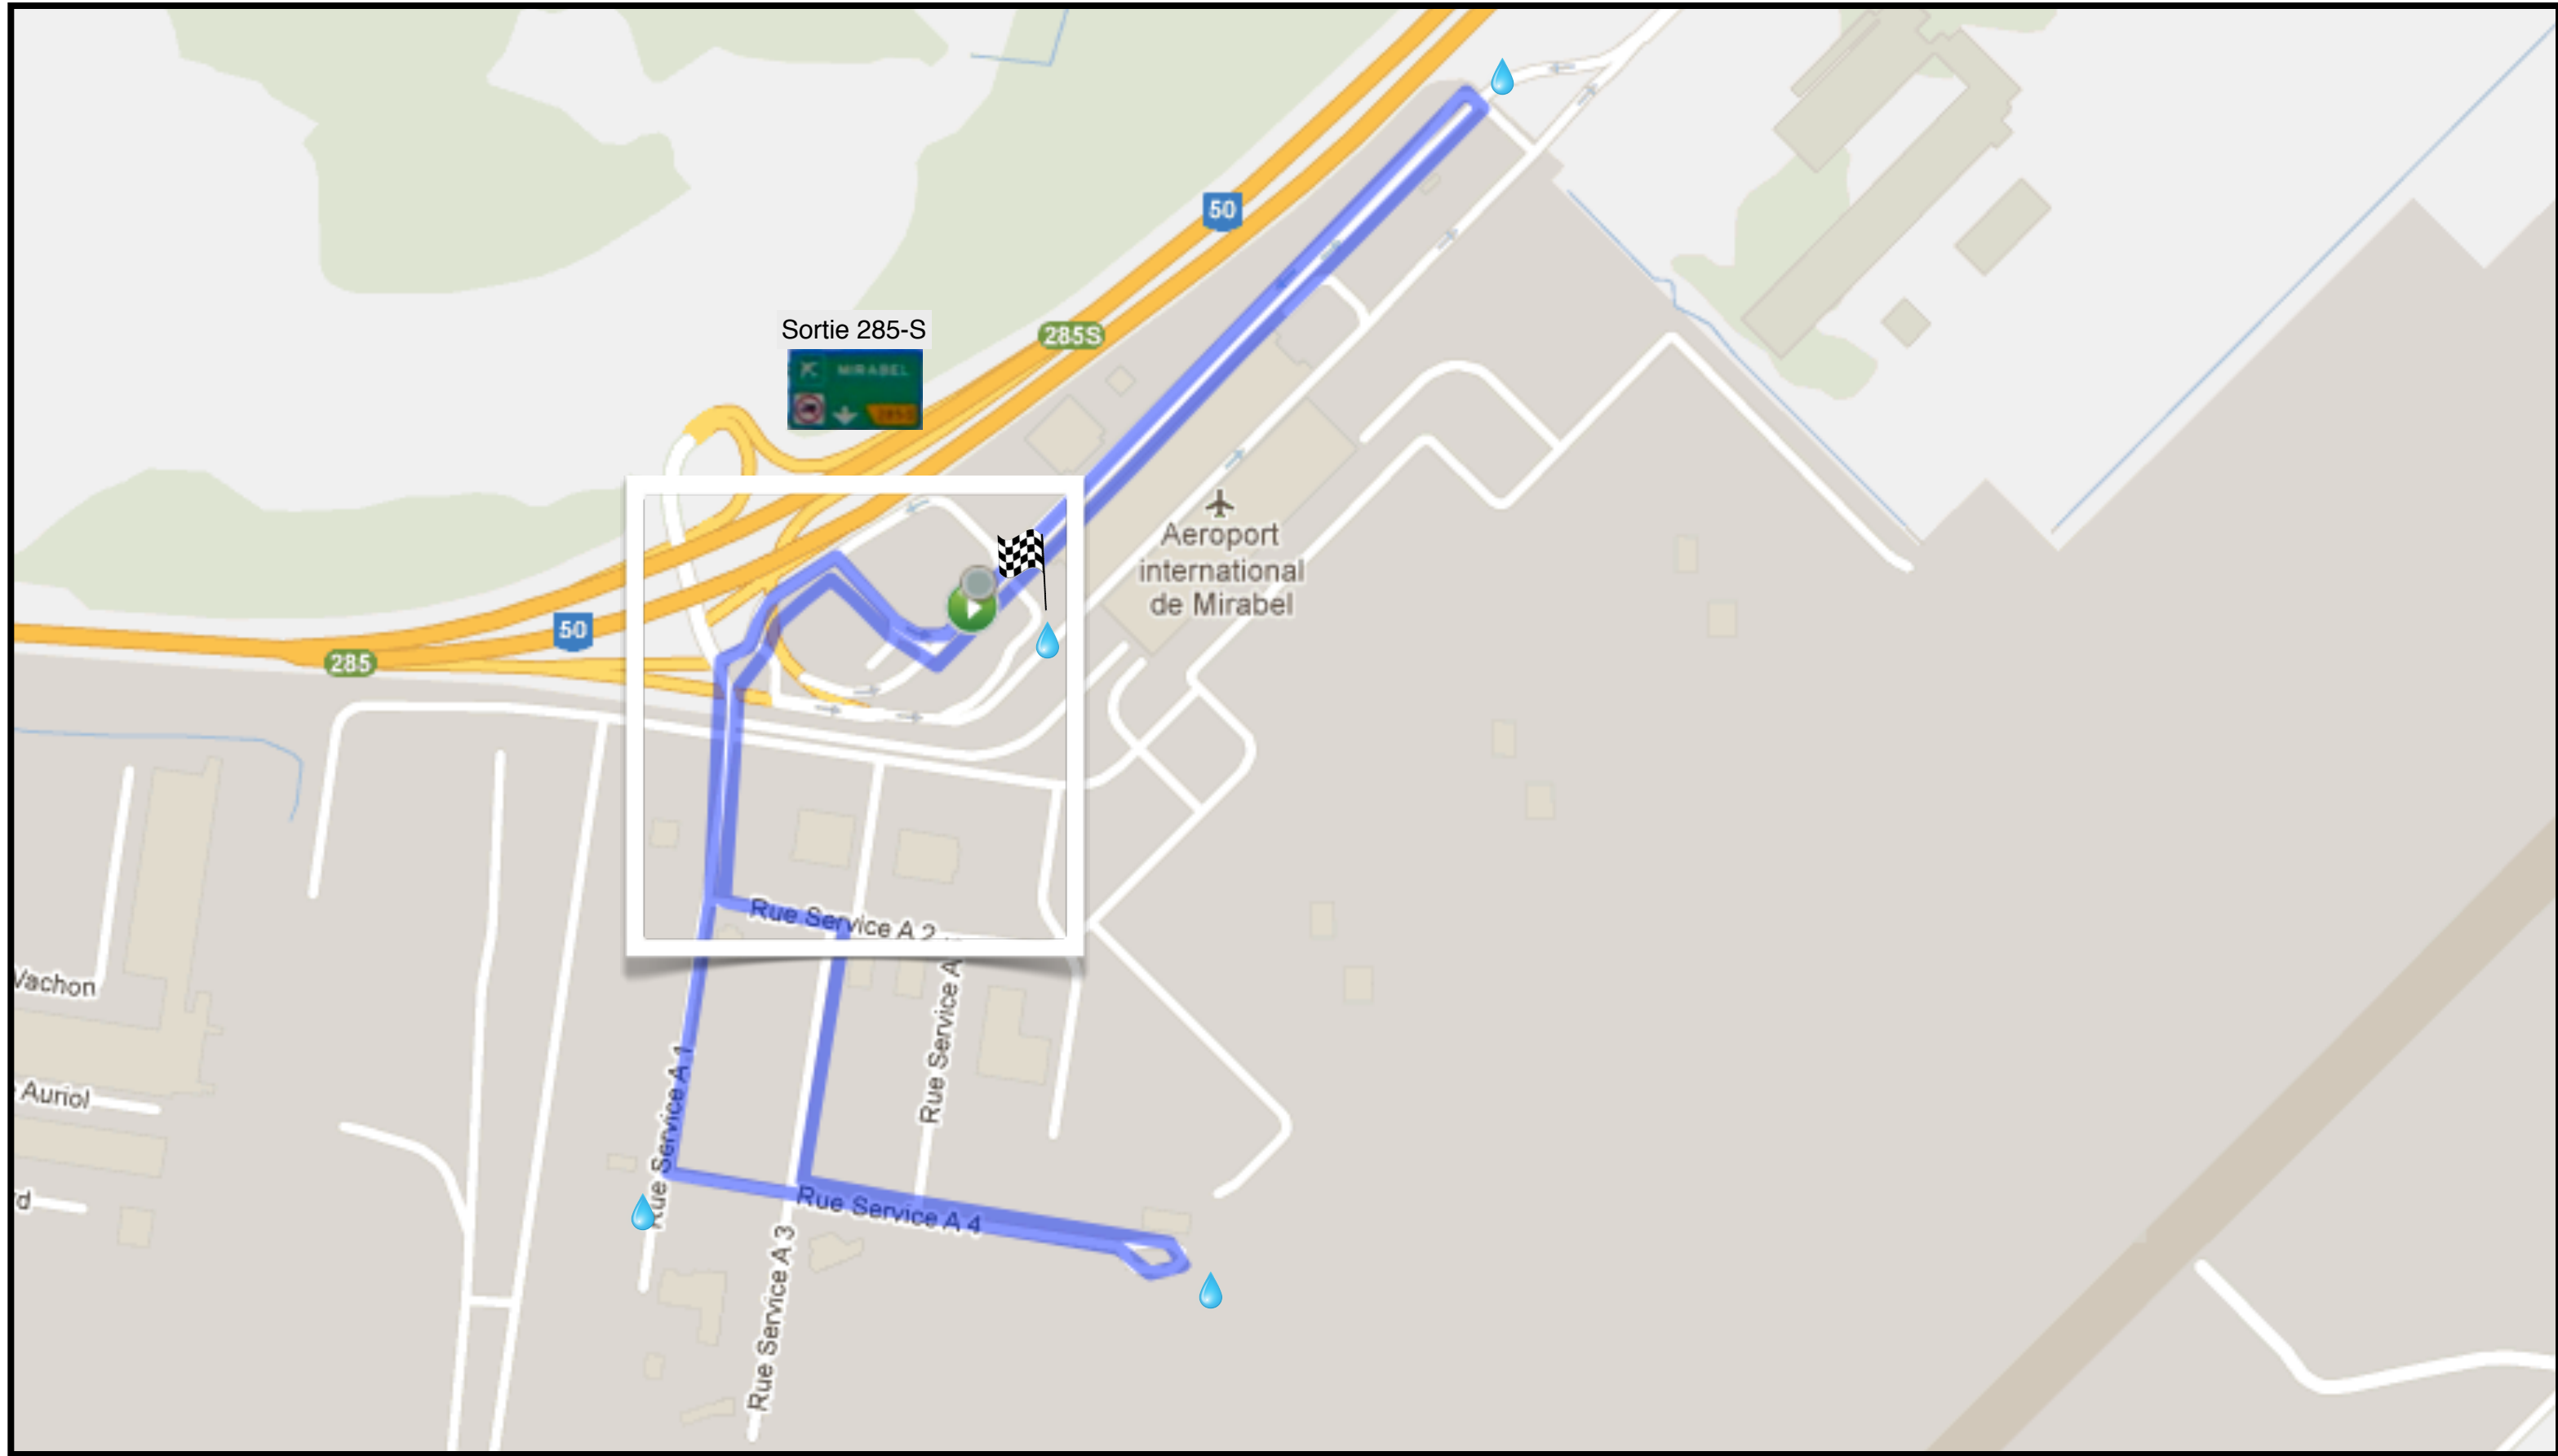 50
Sortie 285-S
285S
MIRABEL
285-S
Aeroport
international
de Mirabel
50
285
Rue Service A 2
Vachon
Rue Service A
Rue Service A 1
Auriol
Rue Service A 4
d
Rue Service A 3